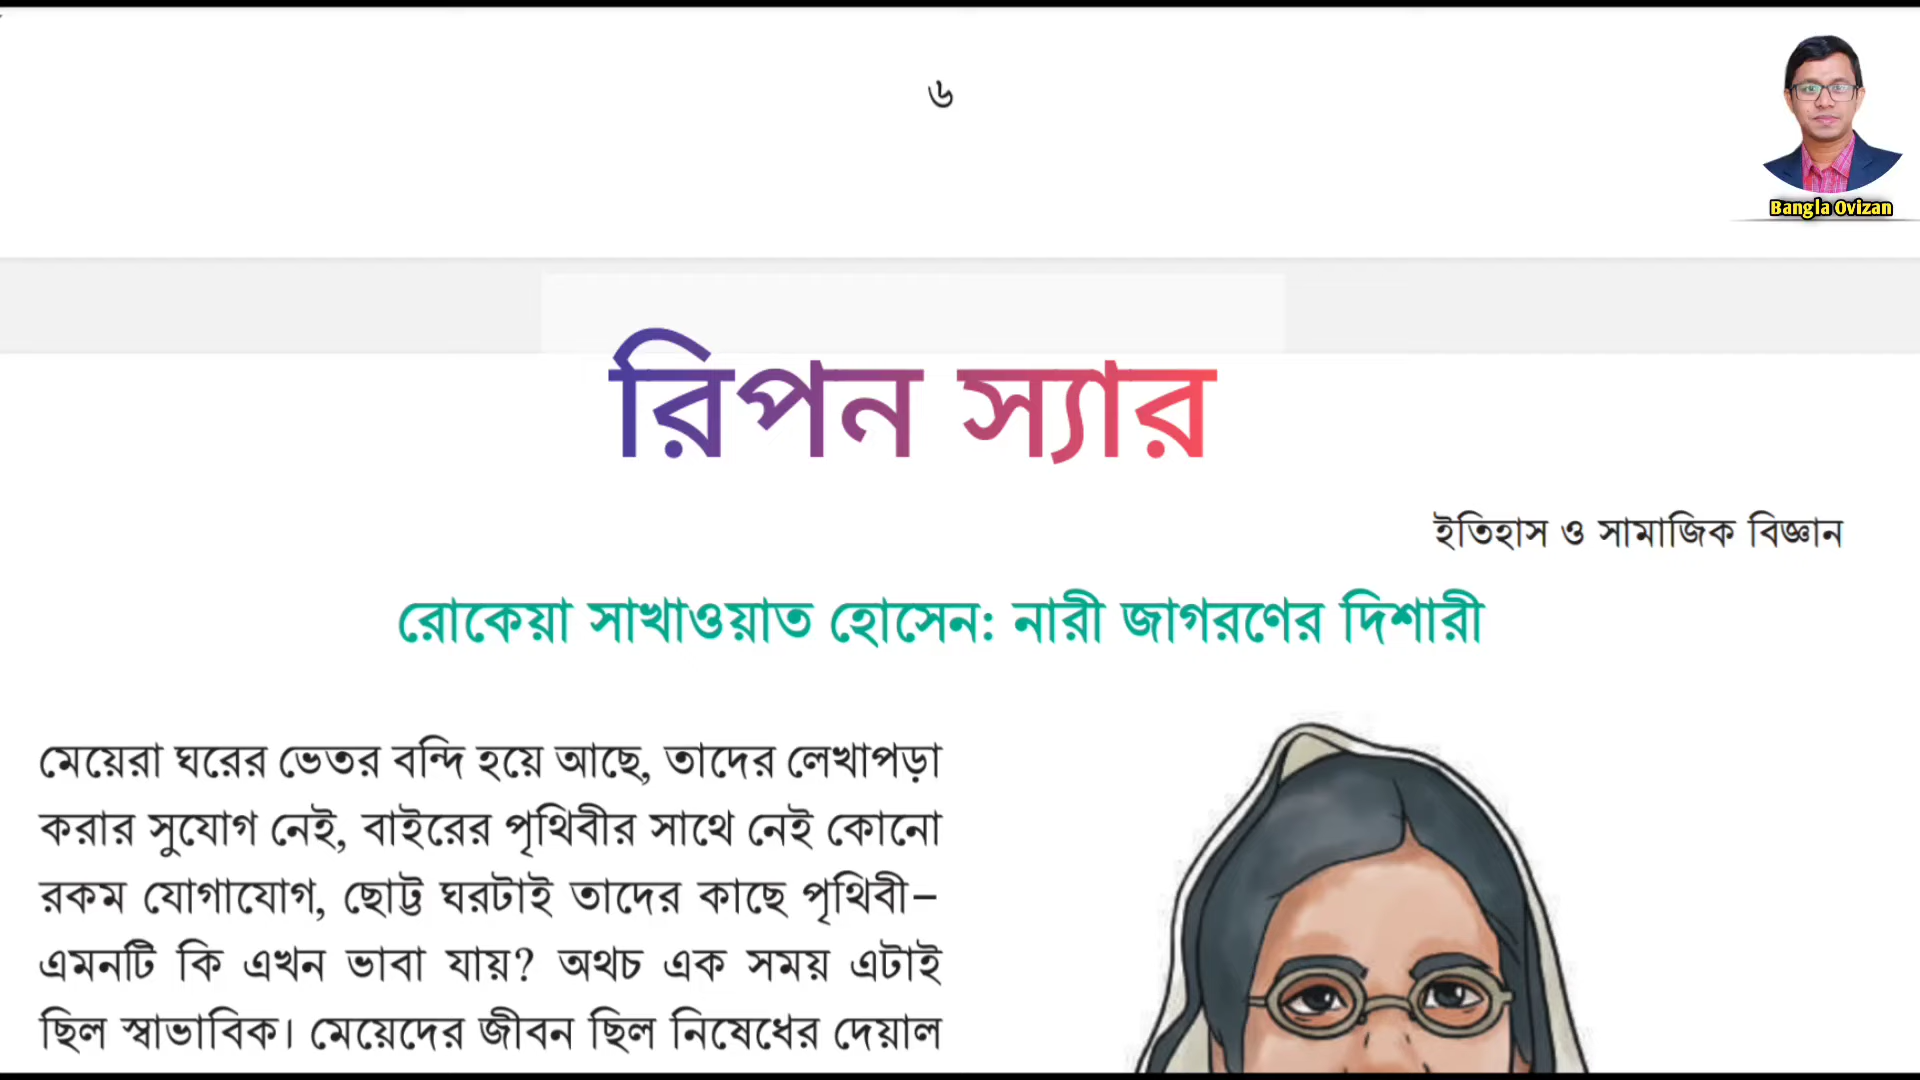 ৬
Bangla Ovizan
রিপন স্যার
ইতিহাস ও সামাজিক বিজ্ঞান
রোকেয়া সাখাওয়াত হোসেন: নারী জাগরণের দিশারী
মেয়েরা ঘরের ভেতর বন্দি হয়ে আছে, তাদের লেখাপড়া
করার সুযোগ নেই, বাইরের পৃথিবীর সাথে নেই কোনো
রকম যোগাযোগ, ছোট্ট ঘরটাই তাদের কাছে পৃথিবী–
এমনটি কি এখন ভাবা যায়? অথচ এক সময় এটাই
ছিল স্বাভাবিক। মেয়েদের জীবন ছিল নিষেধের দেয়াল